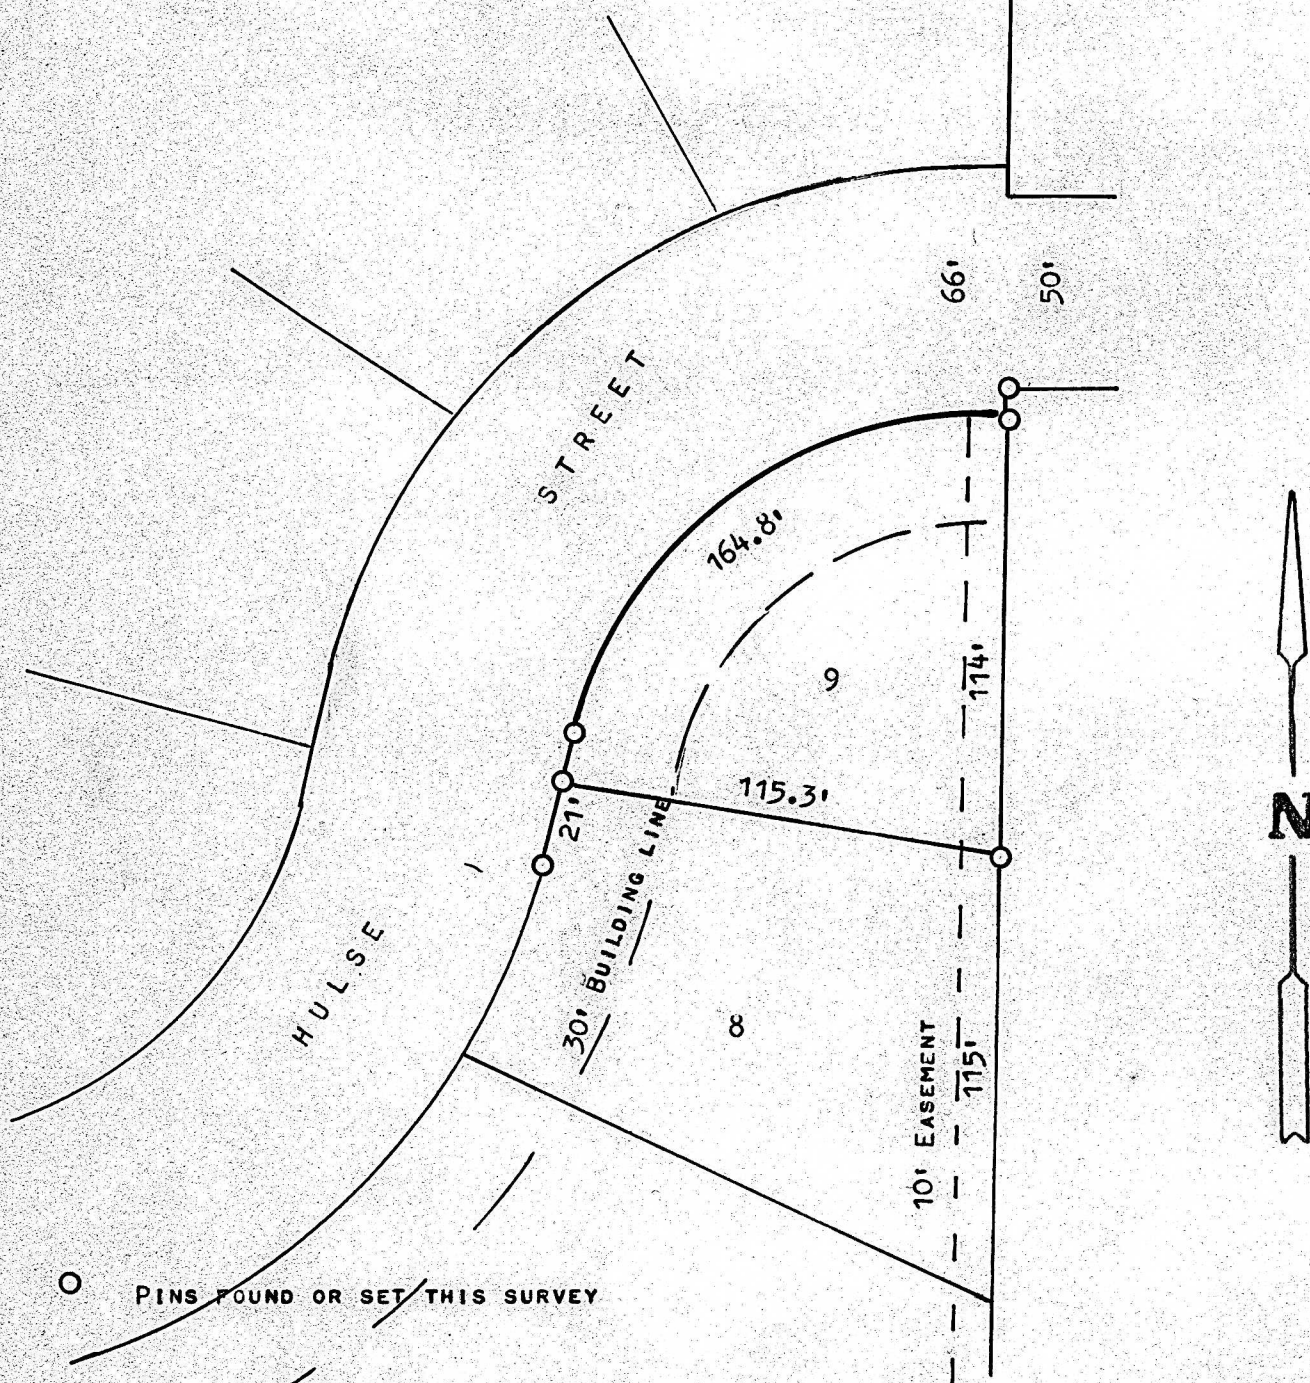 66'
50'
STREET
164.8'
9
114'
115.3'
21'
30' BUILDING LINE
HULSE
8
10' EASEMENT
115'
N
PINS FOUND OR SET THIS SURVEY